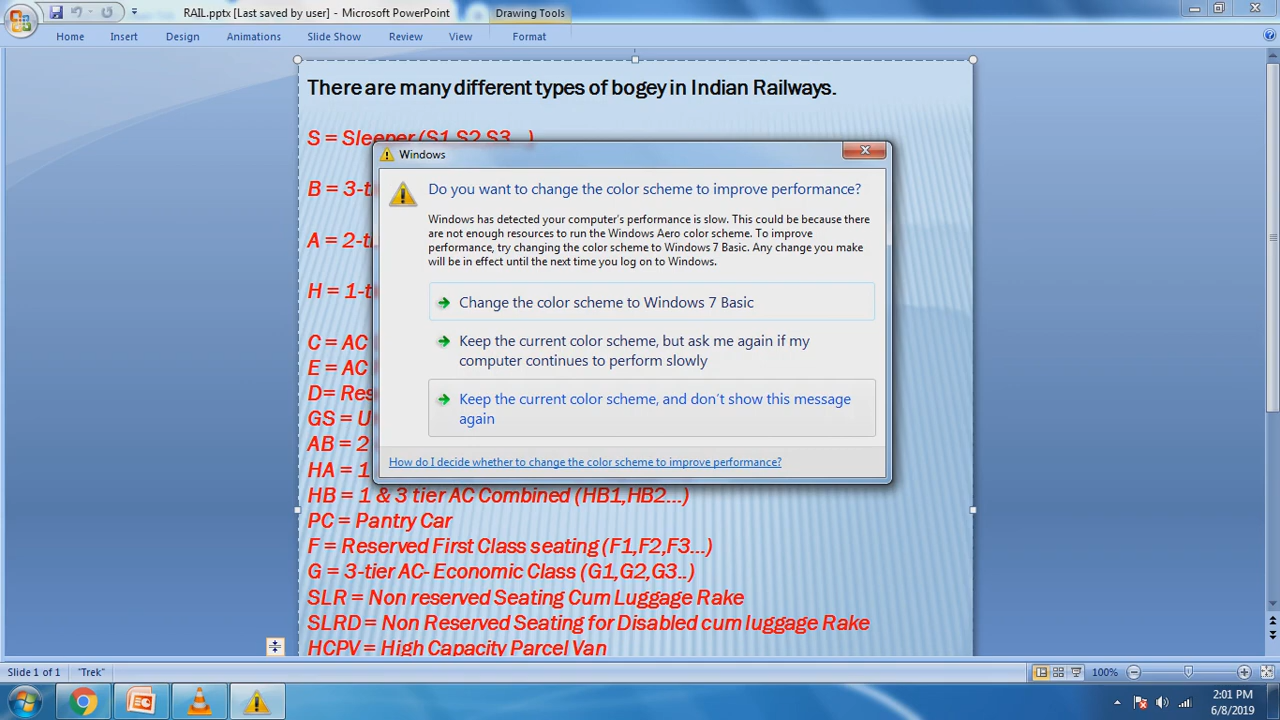 RAIL.pptx [Last saved by user] - Microsoft PowerPoint
Drawing Tools
Home Insert Design Animations Slide Show Review View Format
There are many different types of bogey in Indian Railways.
S = Sleeper (S1,S2,S3...)
Windows
B = 3-t
Do you want to change the color scheme to improve performance?
Windows has detected your computer's performance is slow. This could be because there
are not enough resources to run the Windows Aero color scheme. To improve
performance, try changing the color scheme to Windows 7 Basic. Any change you make
will be in effect until the next time you log on to Windows.
A = 2-t
H = 1-t
Change the color scheme to Windows 7 Basic
Keep the current color scheme, but ask me again if my
computer continues to perform slowly
Keep the current color scheme, and don't show this message
again
How do I decide whether to change the color scheme to improve performance?
C = AC
E = AC
D= Res
GS = U
AB = 2
HA = 1
HB = 1 & 3 tier AC Combined (HB1,HB2...)
PC = Pantry Car
F = Reserved First Class seating (F1,F2,F3...)
G = 3-tier AC- Economic Class (G1,G2,G3..)
SLR = Non reserved Seating Cum Luggage Rake
SLRD = Non Reserved Seating for Disabled cum luggage Rake
HCPV = High Capacity Parcel Van
Slide 1 of 1 "Trek" 100%
2:01 PM
6/8/2019